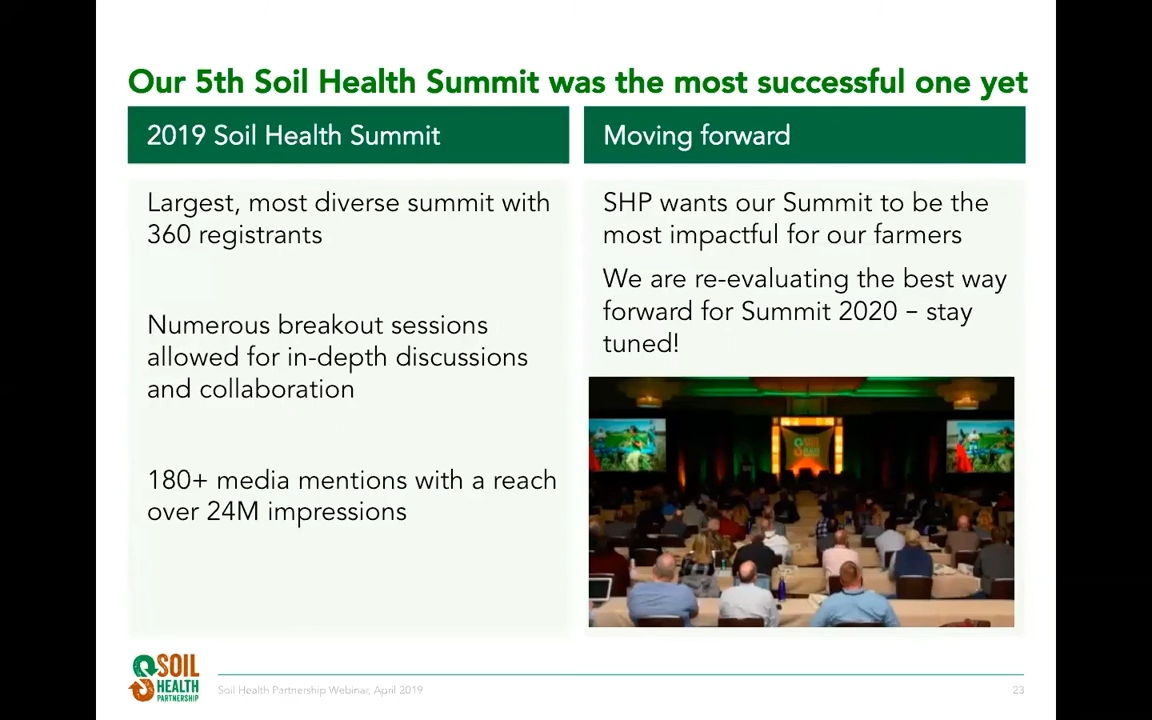 Our 5th Soil Health Summit was the most successful one yet
2019 Soil Health Summit
Largest, most diverse summit with
360 registrants
Numerous breakout sessions
allowed for in-depth discussions
and collaboration
180+ media mentions with a reach
over 24M impressions
Moving forward
SHP wants our Summit to be the
most impactful for our farmers
We are re-evaluating the best way
forward for Summit 2020 – stay
tuned!
SOIL
HEALTH
PARTNERSHIP
Soil Health Partnership Webinar, April 2019
23